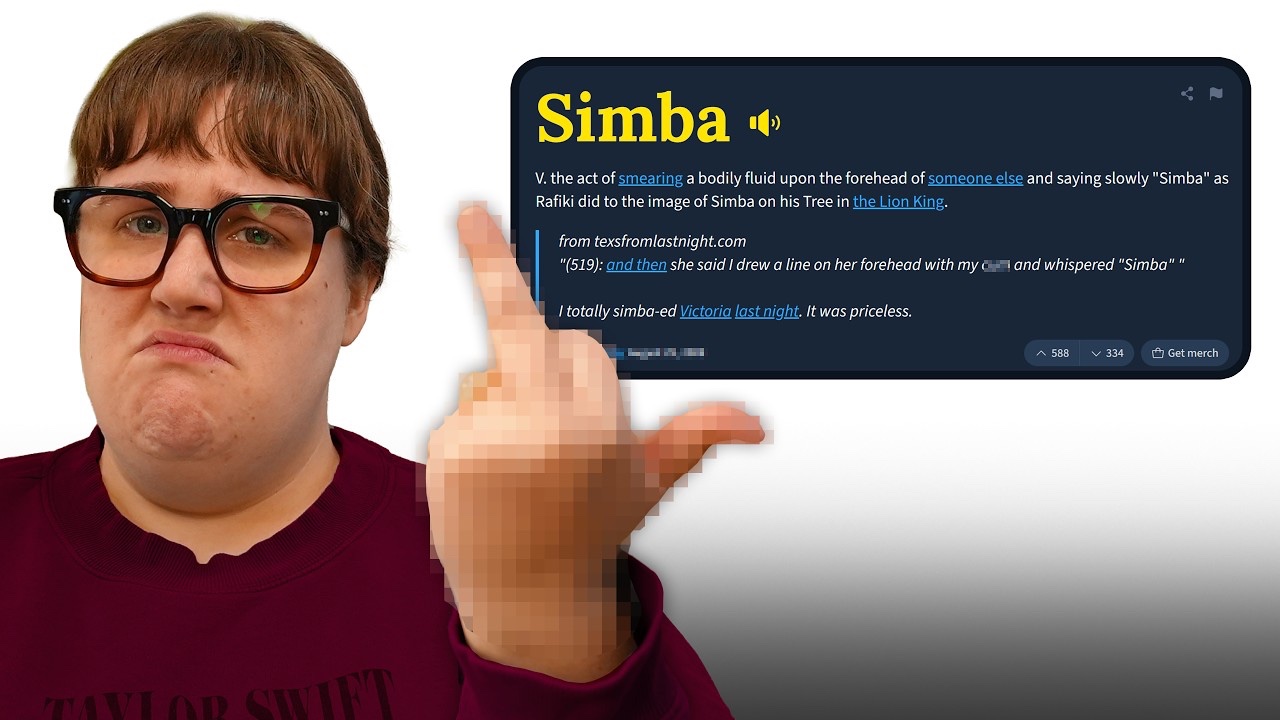 Simba
V. the act of smearing a bodily fluid upon the forehead of someone else and saying slowly "Simba" as
Rafiki did to the image of Simba on his Tree in the Lion King.
from texsfromlastnight.com
"(519): and then she said I drew a line on her forehead with my and whispered "Simba" "
I totally simba-ed Victoria last night. It was priceless.
588 334 Get merch
TAYLOR SWIFT